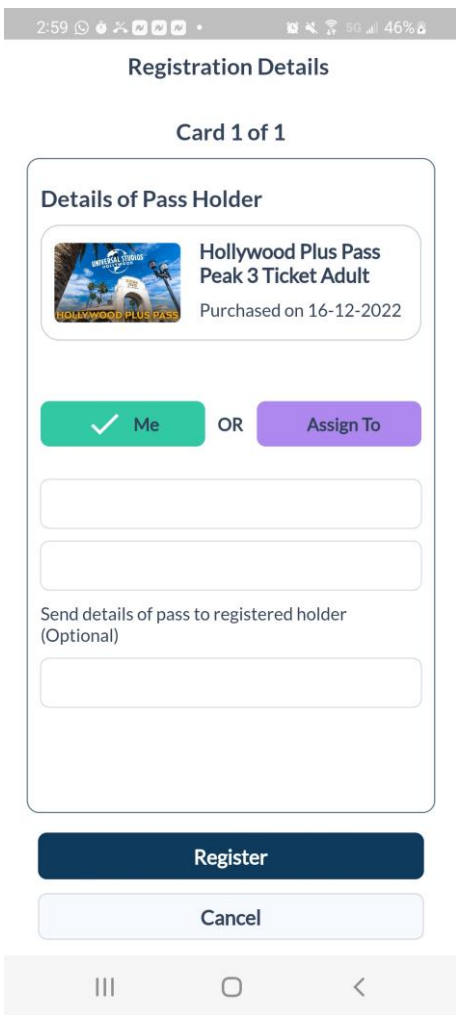 2:59
5G 46%
Registration Details
Card 1 of 1
Details of Pass Holder
UNIVERSAL STUDIOS
HOLLYWOOD
HOLLYWOOD PLUS PASS
Hollywood Plus Pass
Peak 3 Ticket Adult
Purchased on 16-12-2022
Me OR Assign To
Send details of pass to registered holder
(Optional)
Register
Cancel